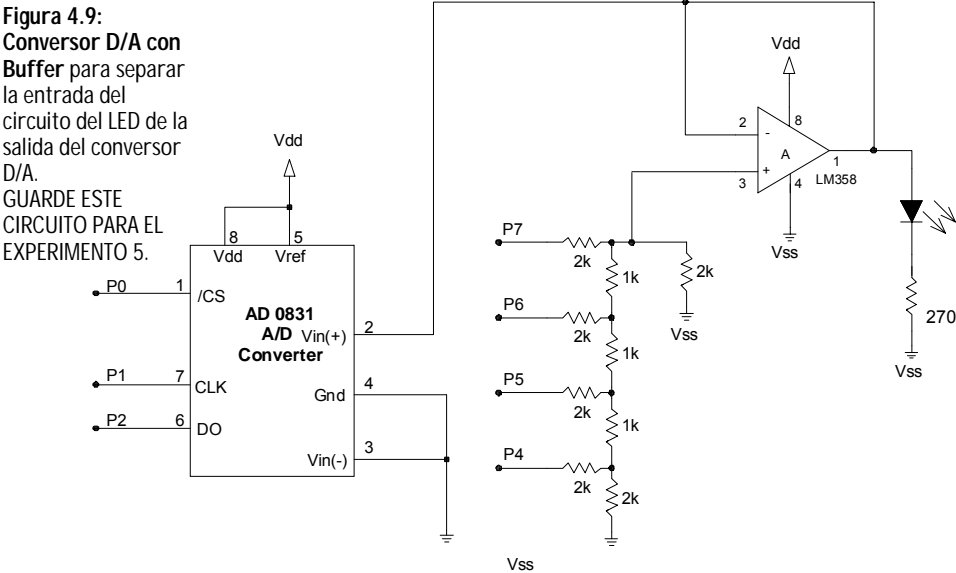 Figura 4.9:
Conversor D/A con
Buffer para separar
la entrada del
circuito del LED de la
salida del conversor
D/A.
GUARDE ESTE
CIRCUITO PARA EL
EXPERIMENTO 5.
Vdd
8 5
Vdd Vref
P0 1 /CS
AD 0831
A/D Vin(+) 2
Converter
P1 7 CLK
Gnd 4
P2 6 DO
Vin(-) 3
Vdd
2 - 8
A 1
LM358
3 + 4
Vss
P7
2k 1k 2k
Vss
P6
2k 1k
P5
2k 1k
P4
2k 2k
Vss
270
Vss